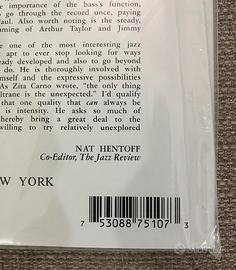 importance of the bass's function,
go through the record once, paying
Paul. Also worth noting is the steady,
mming of Arthur Taylor and Jimmy
one of the most interesting jazz
apt to ever stop looking for ways
eady developed and also to go beyond
do. He is thoroughly involved with
mself and the expressive possibilities
As Zita Carno wrote, "the only thing
ltrane is the unexpected." I'd qualify
that one quality that can always be
is intensity. He asks so much of
thereby bring a great deal to the
willing to try relatively unexplored
NAT HENTOFF
Co-Editor, The Jazz Review
EW YORK
7 53088 75107 3